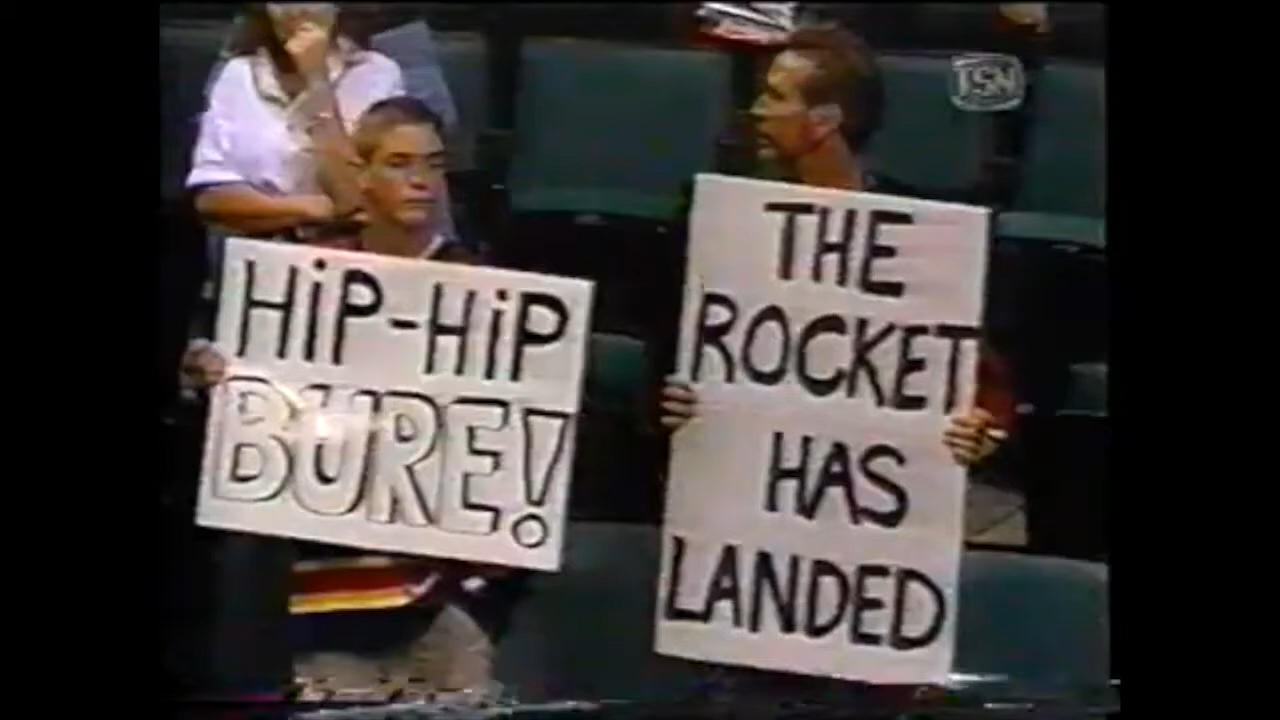 TSN
HiP-HiP
BURE!
THE
ROCKET
HAS
LANDED